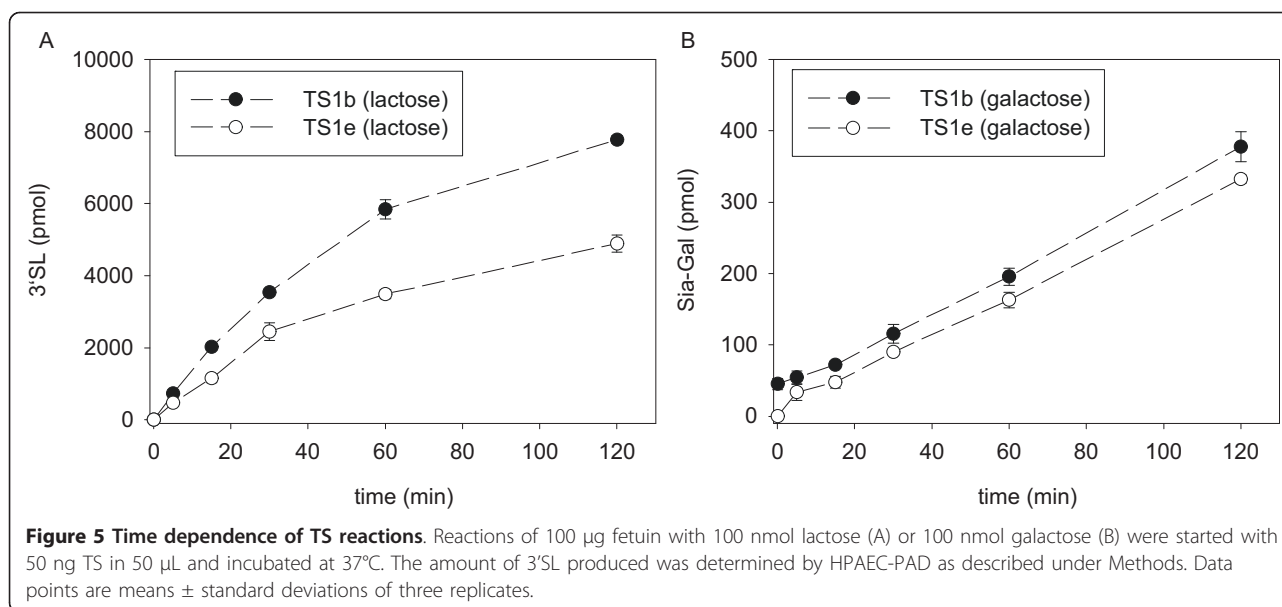 A
10000
8000
6000
4000
2000
0
3'SL (pmol)
TS1b (lactose)
TS1e (lactose)
0 20 40 60 80 100 120
time (min)
B
500
400
300
200
100
0
Sia-Gal (pmol)
TS1b (galactose)
TS1e (galactose)
0 20 40 60 80 100 120
time (min)
Figure 5 Time dependence of TS reactions. Reactions of 100 μg fetuin with 100 nmol lactose (A) or 100 nmol galactose (B) were started with
50 ng TS in 50 μL and incubated at 37°C. The amount of 3'SL produced was determined by HPAEC-PAD as described under Methods. Data
points are means ± standard deviations of three replicates.